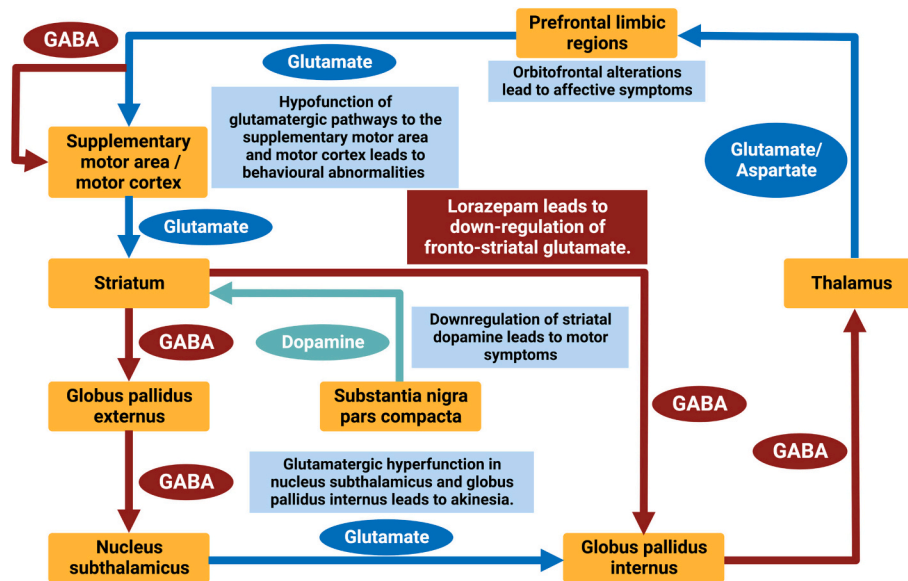 GABA
Prefrontal limbic
regions
Glutamate
Orbitofrontal alterations
lead to affective symptoms
Hypofunction of
glutamatergic pathways to the
supplementary motor area
and motor cortex leads to
behavioural abnormalities
Supplementary
motor area /
motor cortex
Glutamate/
Aspartate
Glutamate
Lorazepam leads to
down-regulation of
fronto-striatal glutamate.
Striatum
Thalamus
GABA
Dopamine
Downregulation of striatal
dopamine leads to motor
symptoms
Globus pallidus
externus
Substantia nigra
pars compacta
GABA
GABA
GABA
Glutamatergic hyperfunction in
nucleus subthalamicus and globus
pallidus internus leads to akinesia.
Glutamate
Nucleus
subthalamicus
Globus pallidus
internus